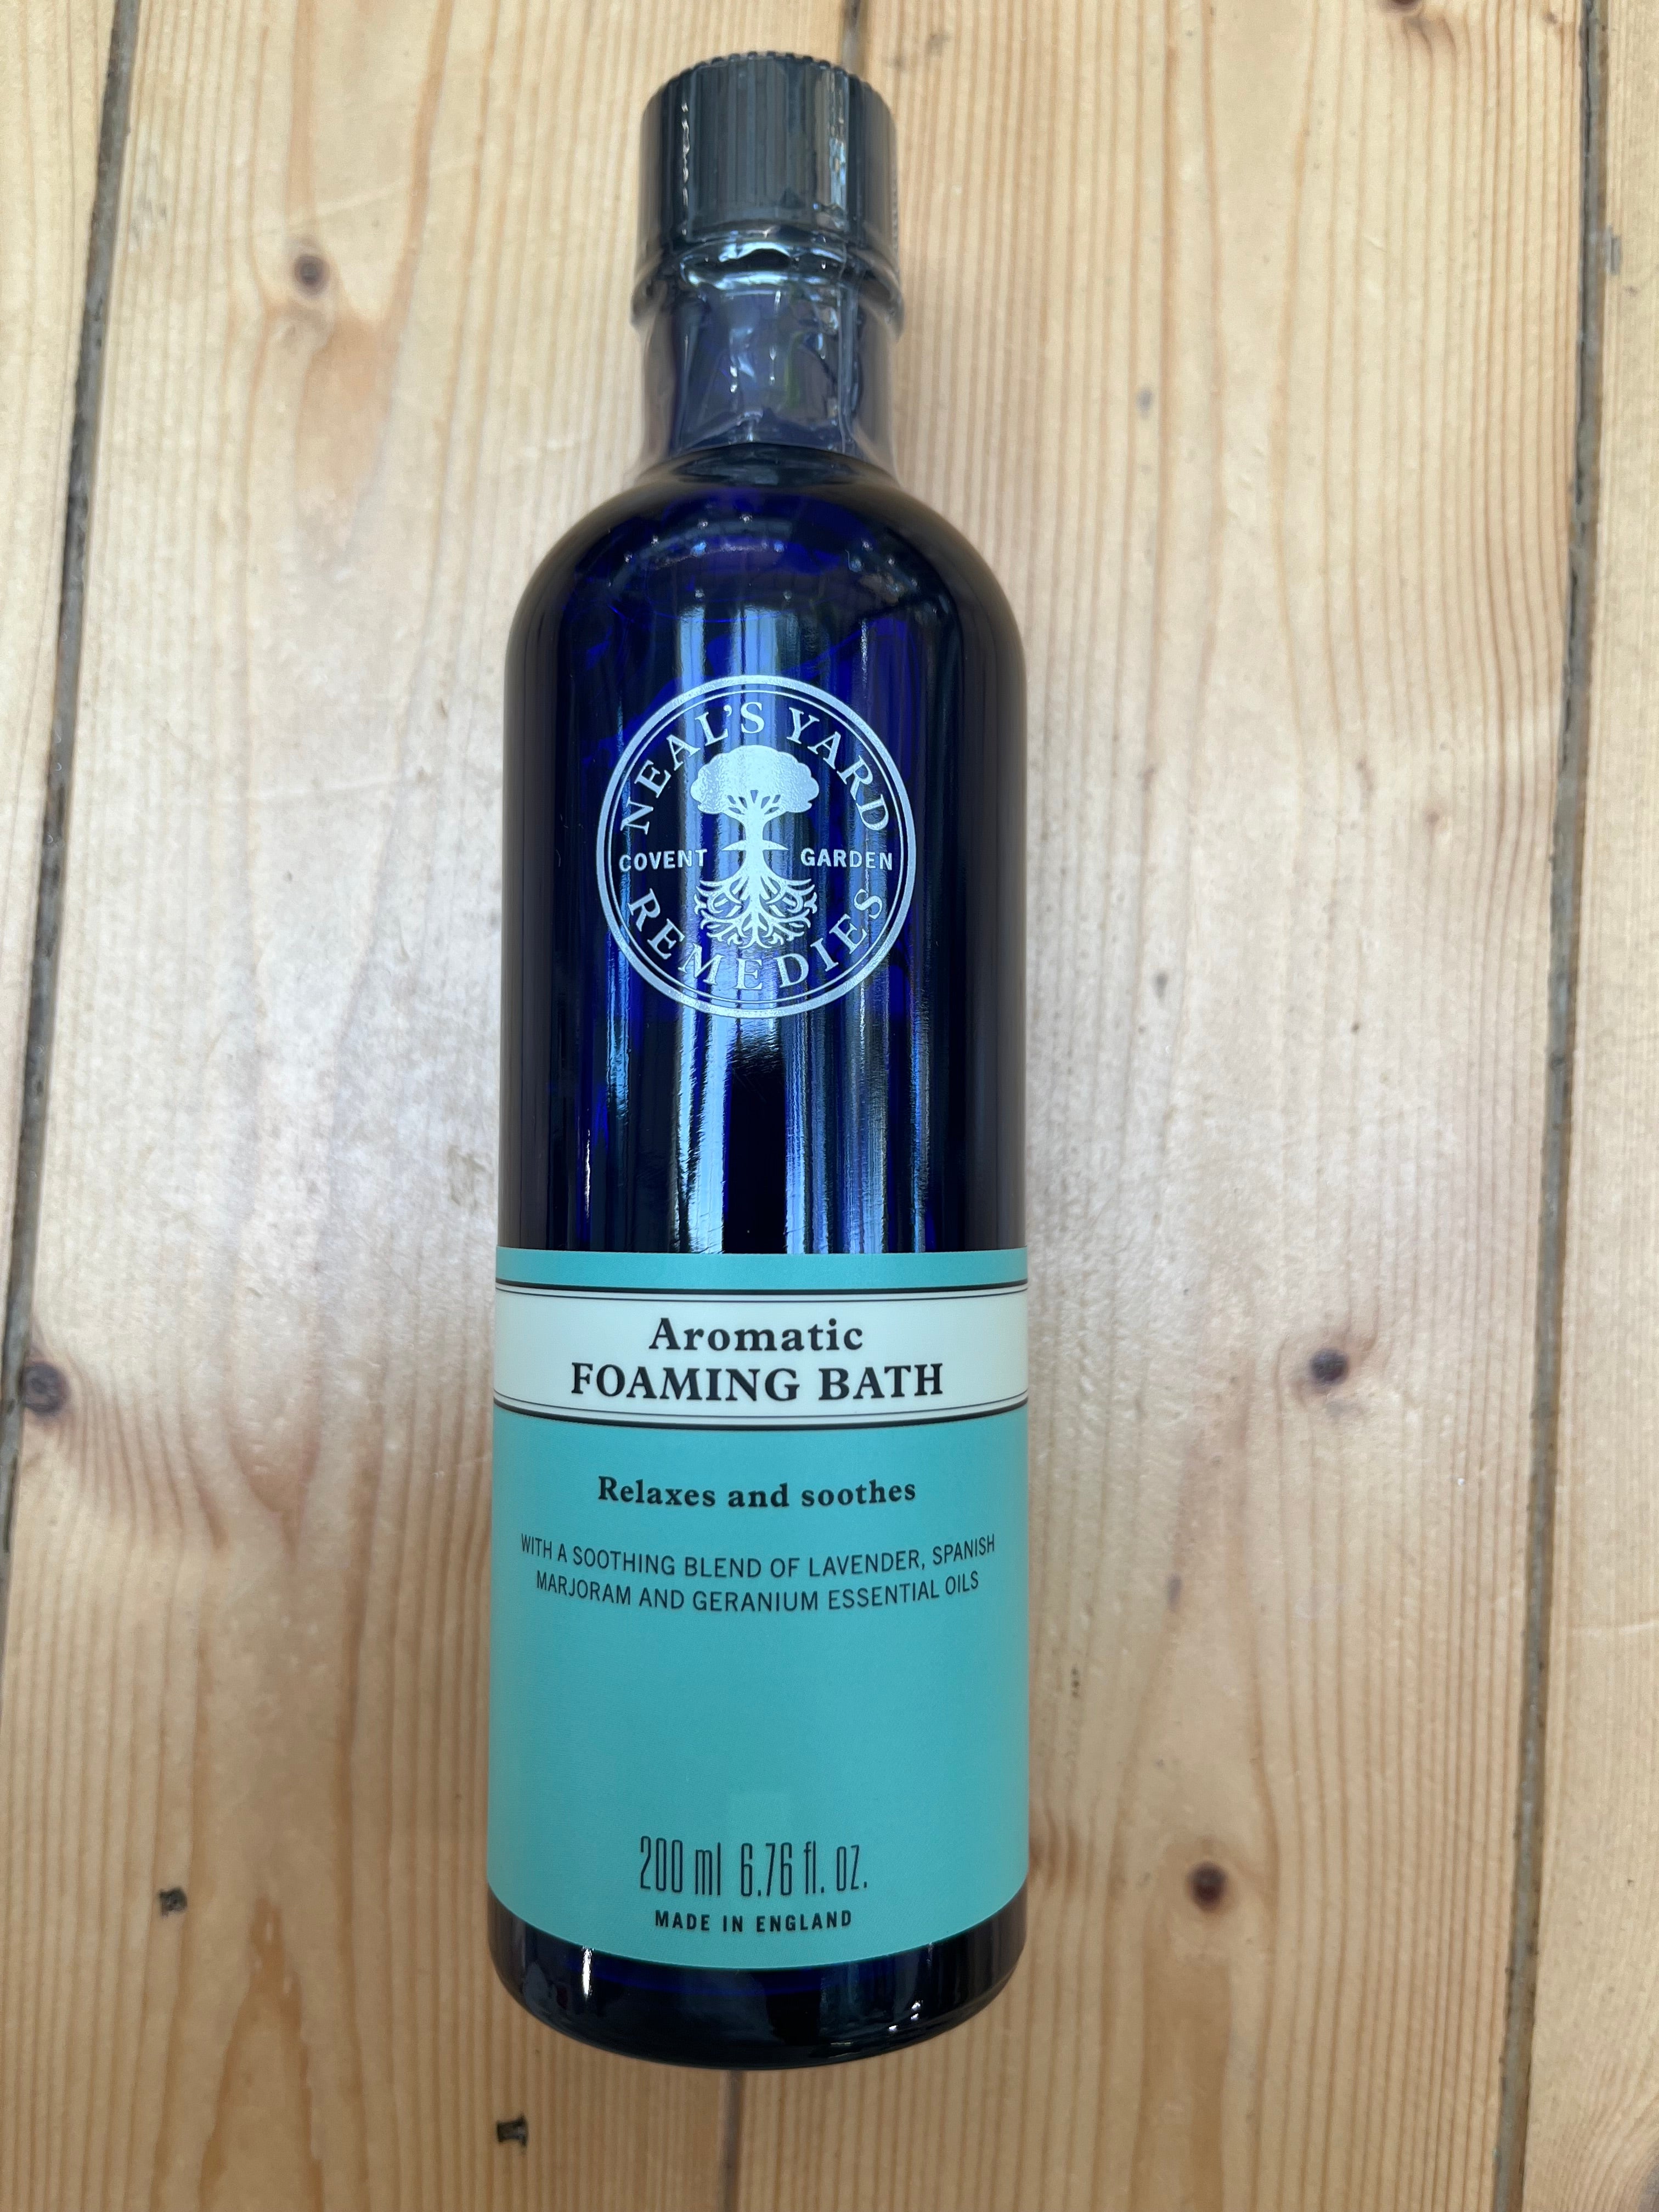 NEAL'S YARD
COVENT GARDEN
REMEDIES
Aromatic
FOAMING BATH
Relaxes and soothes
WITH A SOOTHING BLEND OF LAVENDER, SPANISH
MARJORAM AND GERANIUM ESSENTIAL OILS
200 ml 6.76 fl. oz.
MADE IN ENGLAND